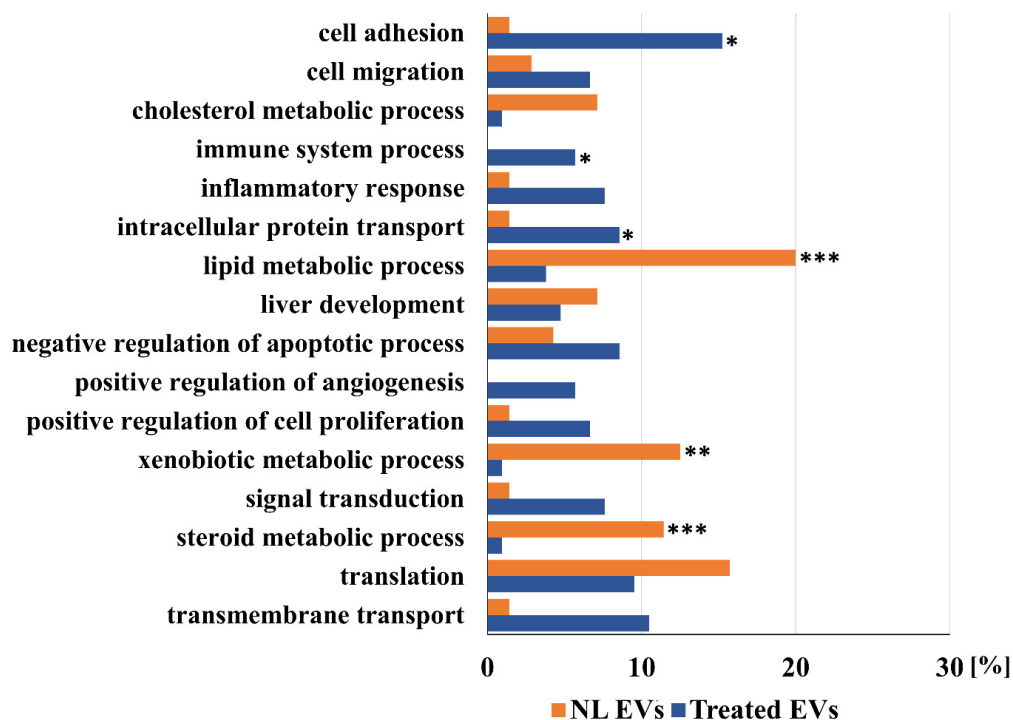 cell adhesion *
cell migration
cholesterol metabolic process
immune system process *
inflammatory response
intracellular protein transport *
lipid metabolic process ***
liver development
negative regulation of apoptotic process
positive regulation of angiogenesis
positive regulation of cell proliferation
xenobiotic metabolic process **
signal transduction
steroid metabolic process ***
translation
transmembrane transport
0 10 20 30 [%]
NL EVs Treated EVs